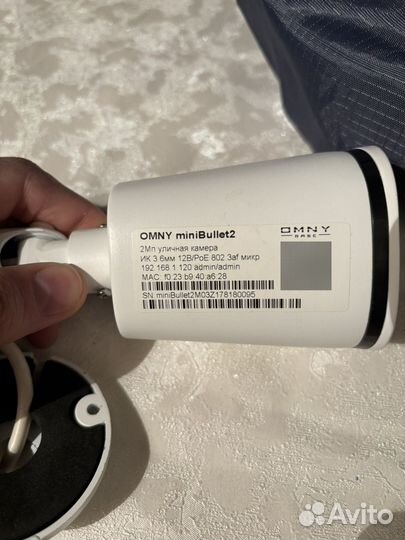 OMNY miniBullet2
2Мп уличная камера
ИК 3.6мм 12В/PoE 802.3af микр
192.168.1.120 admin/admin
MAC: f0:23:b9:40:a6:28
SN:miniBullet2M03Z178180095
OMNY
BASE
Avito